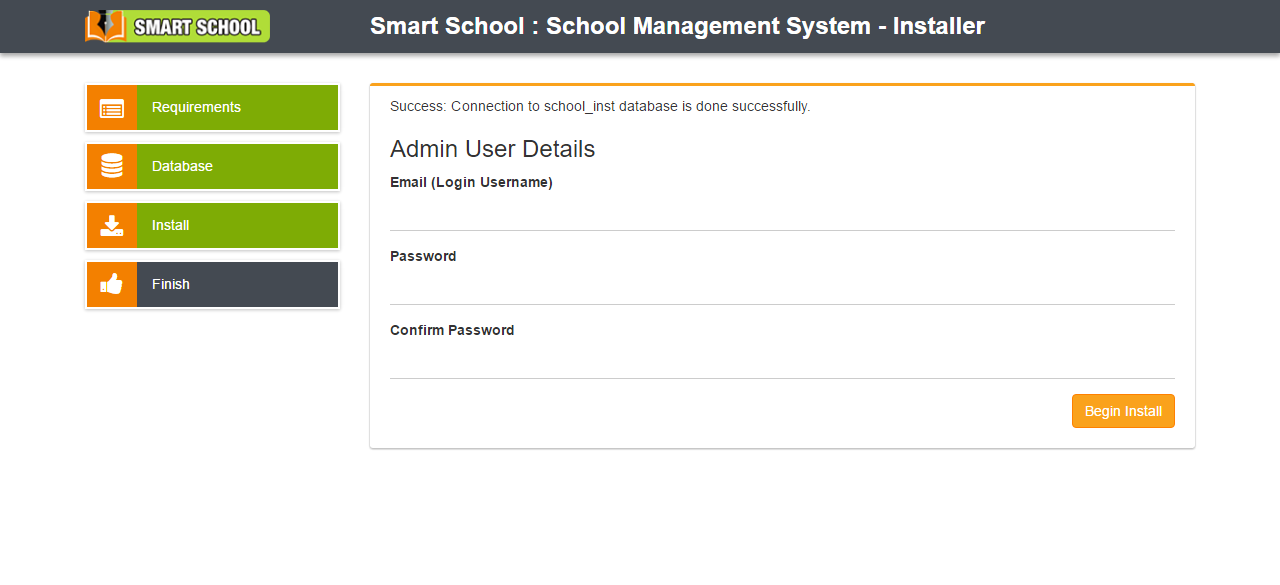 SMART SCHOOL
Smart School : School Management System - Installer
Requirements
Database
Install
Finish
Success: Connection to school_inst database is done successfully.
Admin User Details
Email (Login Username)
Password
Confirm Password
Begin Install